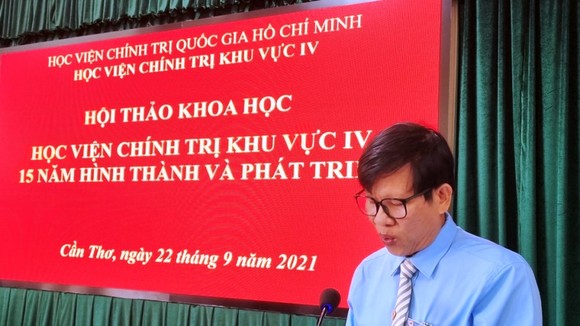 HỌC VIỆN CHÍNH TRỊ QUỐC GIA HỒ CHÍ MINH
HỌC VIỆN CHÍNH TRỊ KHU VỰC IV
HỘI THẢO KHOA HỌC
HỌC VIỆN CHÍNH TRỊ KHU VỰC IV
15 NĂM HÌNH THÀNH VÀ PHÁT TRI
Cần Thơ, ngày 22 tháng 9 năm 2021